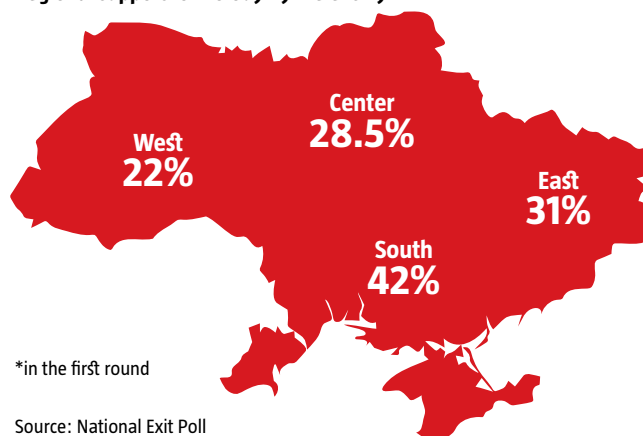 Center
28.5%
West
22%
East
31%
South
42%
*in the first round
Source: National Exit Poll